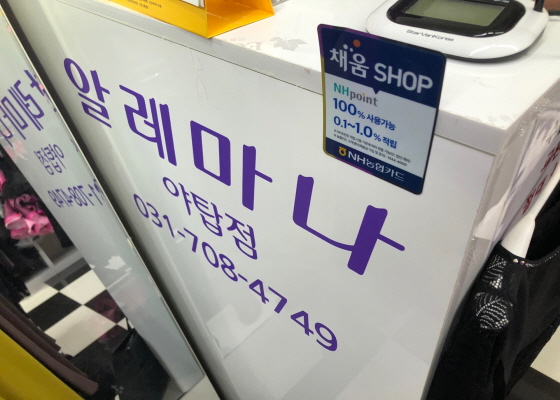 알레마나
야탑점
031-708-4749
채움 SHOP
NHpoint
100% 사용가능
0.1~1.0% 적립
NH농협카드